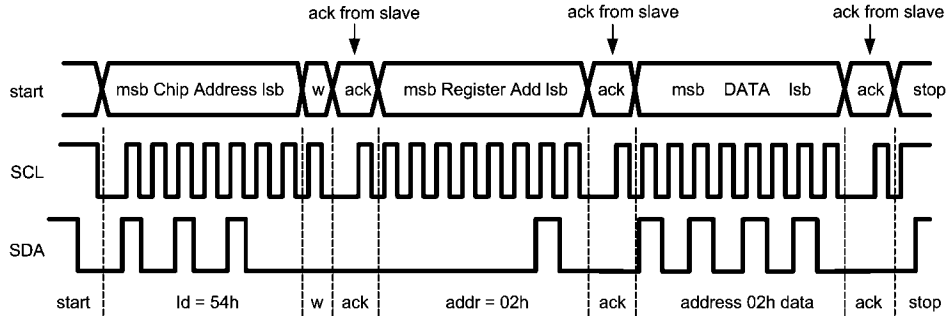 ack from slave ack from slave ack from slave
start msb Chip Address lsb w ack msb Register Add lsb ack msb DATA lsb ack stop
SCL
SDA
start Id = 54h w ack addr = 02h ack address 02h data ack stop